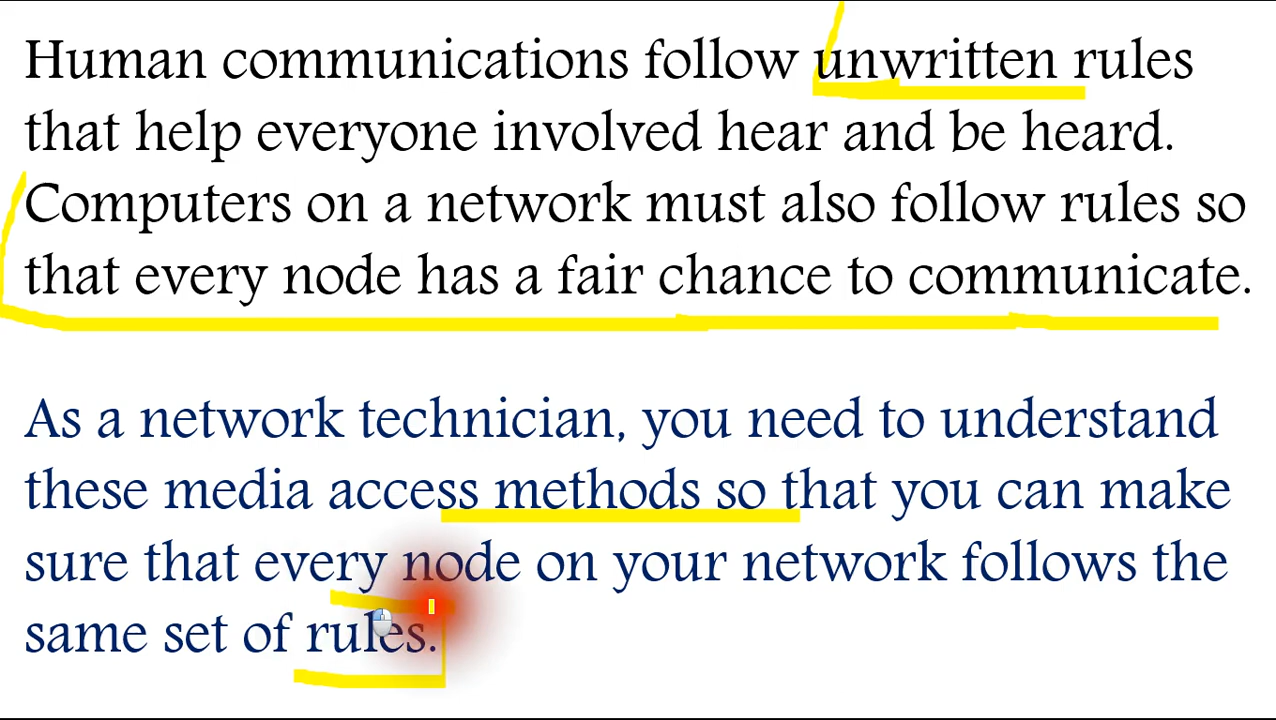 Human communications follow unwritten rules
that help everyone involved hear and be heard.
Computers on a network must also follow rules so
that every node has a fair chance to communicate.
As a network technician, you need to understand
these media access methods so that you can make
sure that every node on your network follows the
same set of rules.